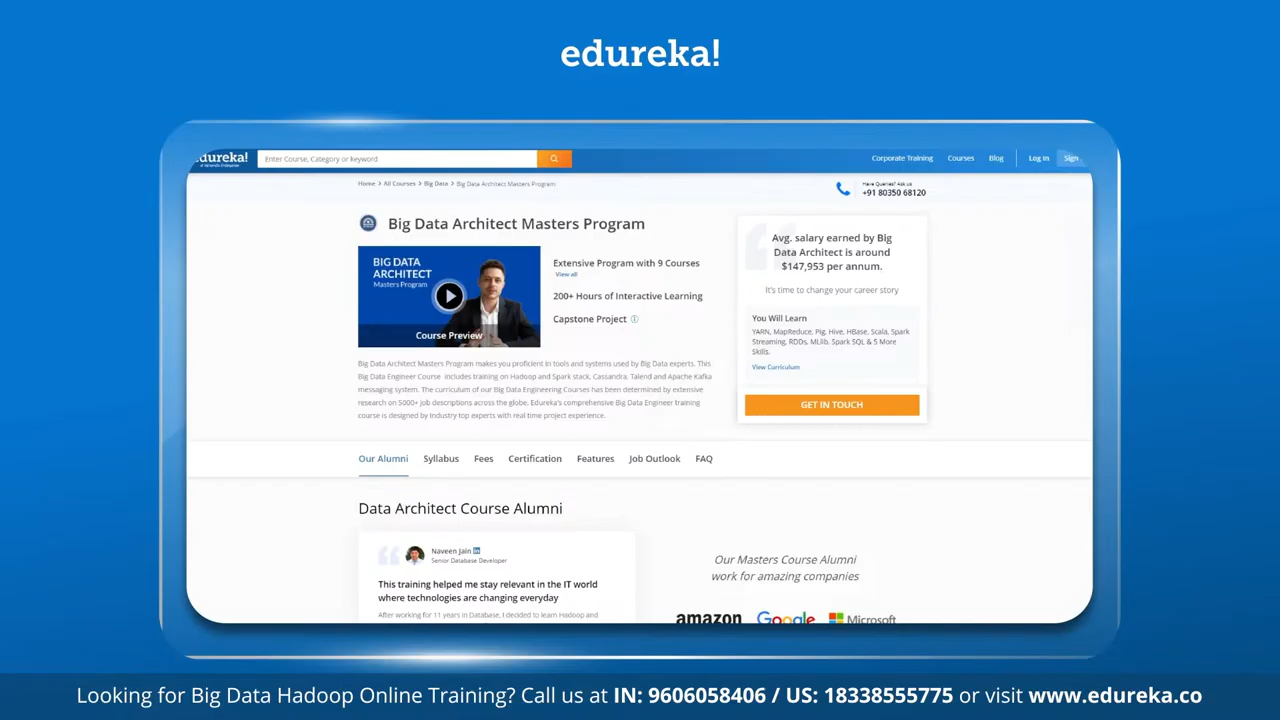 edureka!
Enter Course, Category or keyword
Corporate Training Courses Blog Log in Sign
Home > All Courses > Big Data > Big Data Architect Masters Program
Have Queries? Ask us
+91 80350 68120
Big Data Architect Masters Program
BIG DATA
ARCHITECT
Masters Program
Course Preview
Extensive Program with 9 Courses
View all
200+ Hours of Interactive Learning
Capstone Project
Avg. salary earned by Big
Data Architect is around
$147,953 per annum.
It's time to change your career story
You Will Learn
YARN, MapReduce, Pig, Hive, HBase, Scala, Spark
Streaming, RDDs, MLlib, Spark SQL & 5 More
Skills.
View Curriculum
GET IN TOUCH
Big Data Architect Masters Program makes you proficient in tools and systems used by Big Data experts. This
Big Data Engineer Course includes training on Hadoop and Spark stack, Cassandra, Talend and Apache Kafka
messaging system. The curriculum of our Big Data Engineering Courses has been determined by extensive
research on 5000+ job descriptions across the globe. Edureka's comprehensive Big Data Engineer training
course is designed by Industry top experts with real time project experience.
Our Alumni Syllabus Fees Certification Features Job Outlook FAQ
Data Architect Course Alumni
Naveen Jain
Senior Database Developer
This training helped me stay relevant in the IT world
where technologies are changing everyday
After working for 11 years in Database, I decided to learn Hadoop and
Our Masters Course Alumni
work for amazing companies
amazon Google Microsoft
Looking for Big Data Hadoop Online Training? Call us at IN: 9606058406 / US: 18338555775 or visit www.edureka.co